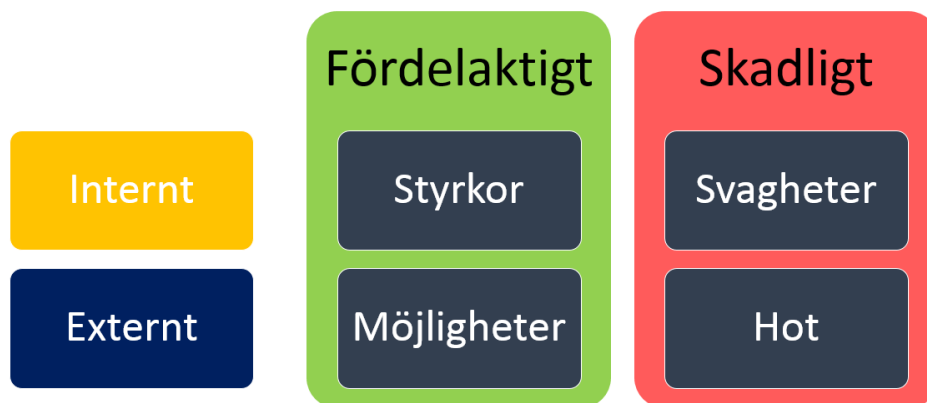 Fördelaktigt
Skadligt
Internt
Styrkor
Svagheter
Externt
Möjligheter
Hot